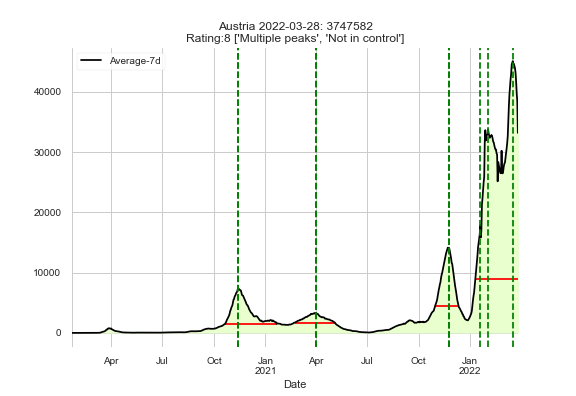 Austria 2022-03-28: 3747582
Rating:8 ['Multiple peaks', 'Not in control']
Average-7d
40000
30000
20000
10000
0
Apr Jul Oct Jan Apr Jul Oct Jan
2021 2022
Date